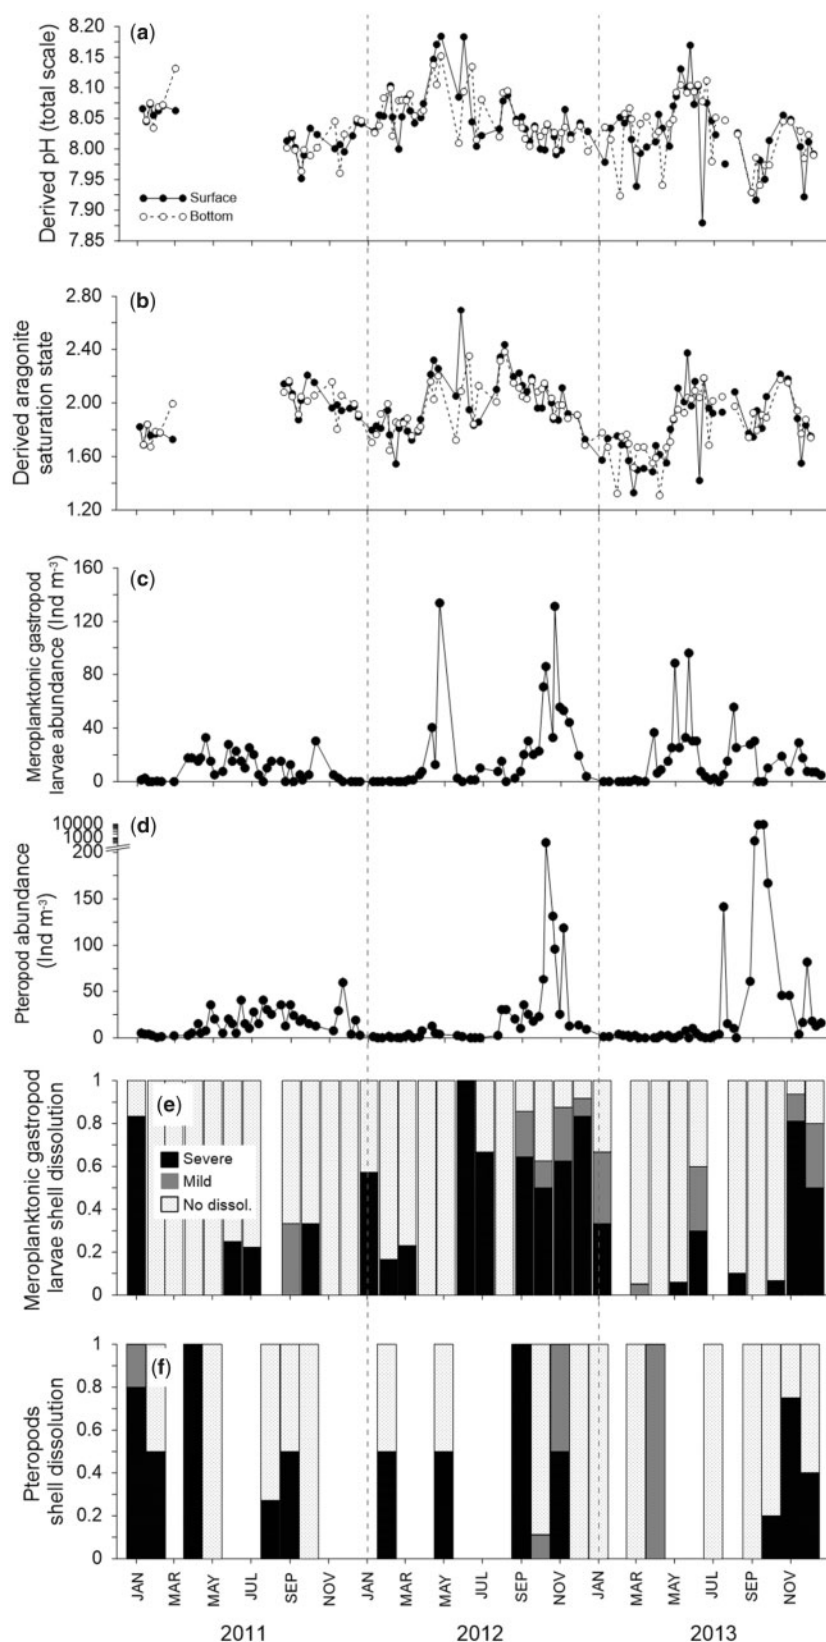 (a)
Derived pH (total scale)
8.20
8.15
8.10
8.05
8.00
7.95
7.90
7.85
Surface
Bottom
(b)
Derived aragonite
saturation state
2.80
2.40
2.00
1.60
1.20
(c)
Meroplanktonic gastropod
larvae abundance (Ind m-3)
160
120
80
40
0
(d)
Pteropod abundance
(Ind m-3)
10000
1000
200
150
100
50
0
(e)
Meroplanktonic gastropod
larvae shell dissolution
1
0.8
0.6
0.4
0.2
0
Severe
Mild
No dissol.
(f)
Pteropods
shell dissolution
1
0.8
0.6
0.4
0.2
0
JAN MAR MAY JUL SEP NOV JAN MAR MAY JUL SEP NOV JAN MAR MAY JUL SEP NOV
2011 2012 2013